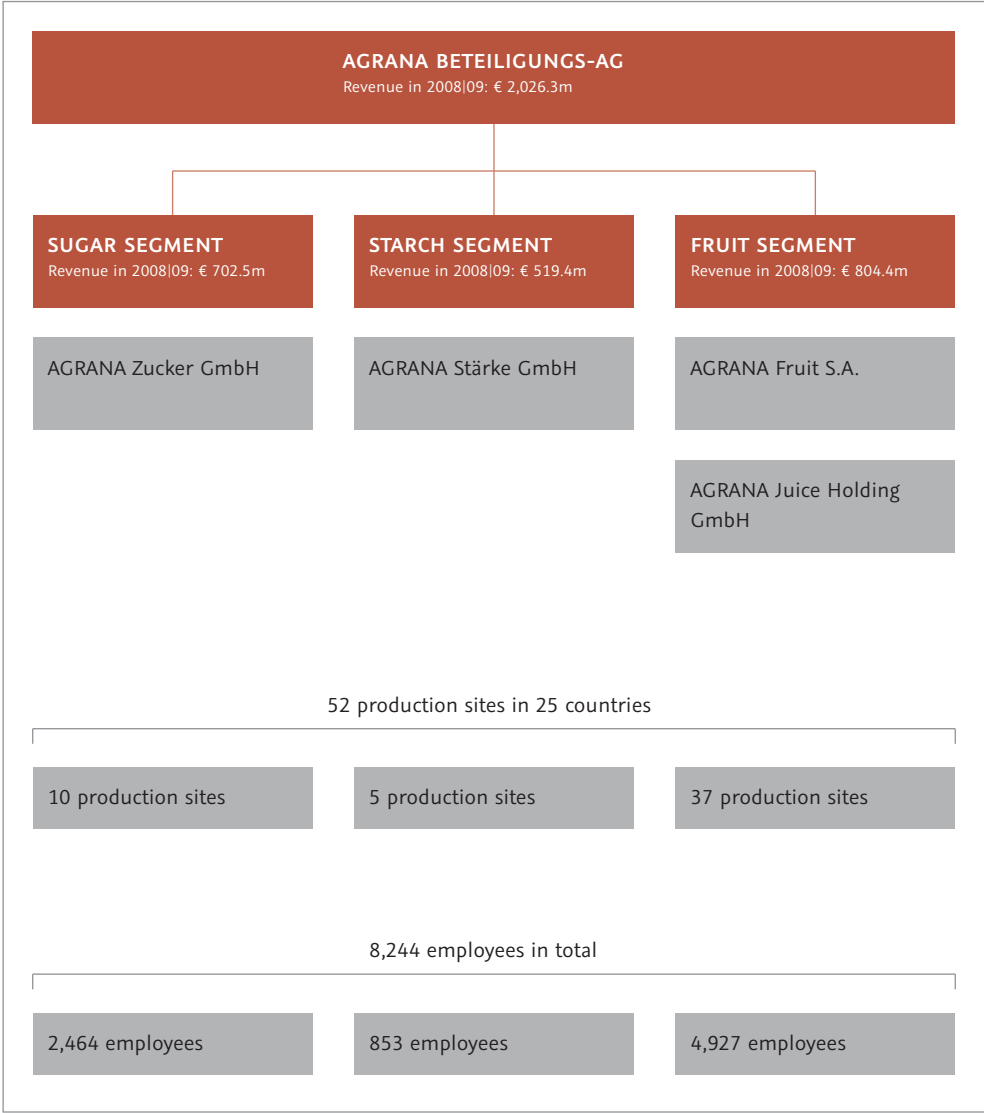 AGRANA BETEILIGUNGS-AG
Revenue in 2008|09: € 2,026.3m
SUGAR SEGMENT
Revenue in 2008|09: € 702.5m
STARCH SEGMENT
Revenue in 2008|09: € 519.4m
FRUIT SEGMENT
Revenue in 2008|09: € 804.4m
AGRANA Zucker GmbH
AGRANA Stärke GmbH
AGRANA Fruit S.A.
AGRANA Juice Holding
GmbH
52 production sites in 25 countries
10 production sites
5 production sites
37 production sites
8,244 employees in total
2,464 employees
853 employees
4,927 employees